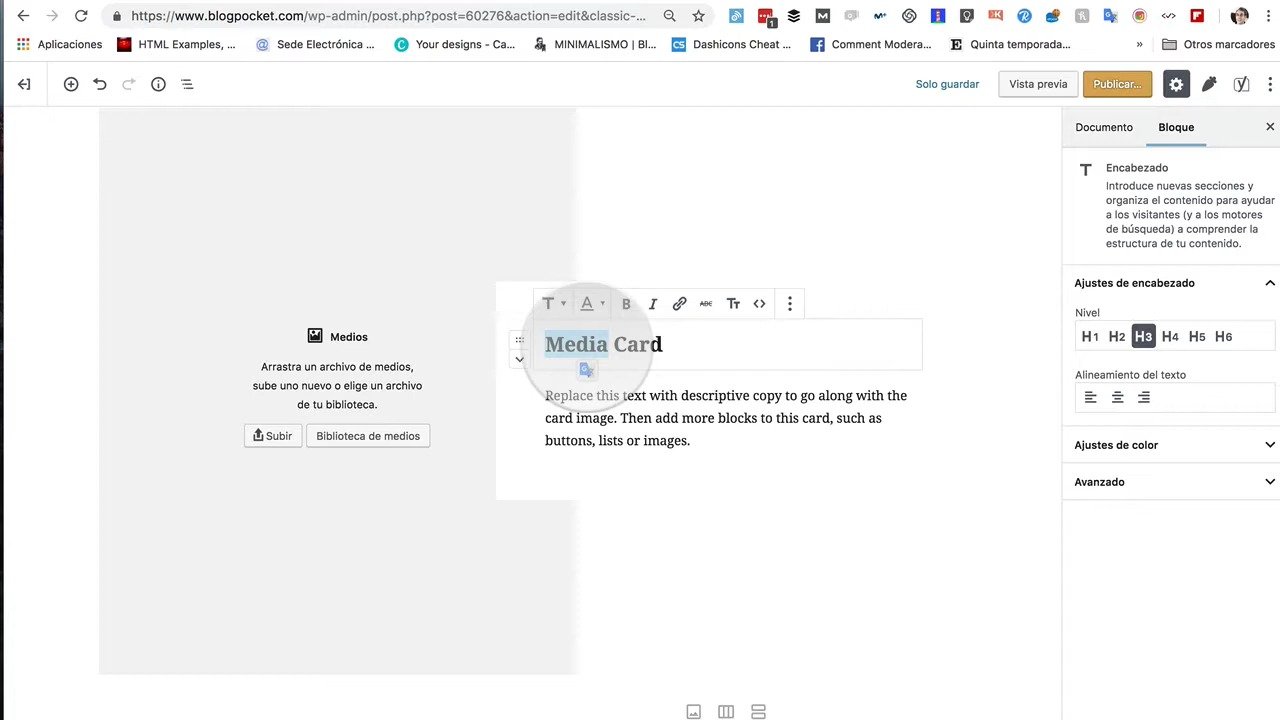 https://www.blogpocket.com/wp-admin/post.php?post=60276&action=edit&classic-...
1
Aplicaciones
HTML Examples, ...
Sede Electrónica ...
Your designs - Ca...
MINIMALISMO | Bl...
CS
Dashicons Cheat ...
Comment Modera...
Quinta temporada...
»
Otros marcadores
Solo guardar
Vista previa
Publicar...
Documento
Bloque
Encabezado
Introduce nuevas secciones y
organiza el contenido para ayudar
a los visitantes (y a los motores
de búsqueda) a comprender la
estructura de tu contenido.
Ajustes de encabezado
Nivel
H1 H2 H3 H4 H5 H6
Alineamiento del texto
Ajustes de color
Avanzado
Medios
Arrastra un archivo de medios,
sube uno nuevo o elige un archivo
de tu biblioteca.
Subir
Biblioteca de medios
T A B I ABC Tт
Media Card
Replace this text with descriptive copy to go along with the
card image. Then add more blocks to this card, such as
buttons, lists or images.